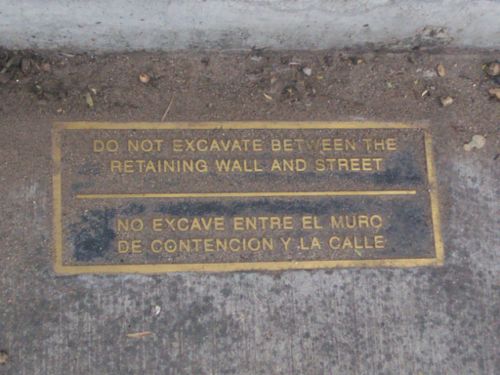 DO NOT EXCAVATE BETWEEN THE
RETAINING WALL AND STREET
NO EXCAVE ENTRE EL MURO
DE CONTENCION Y LA CALLE